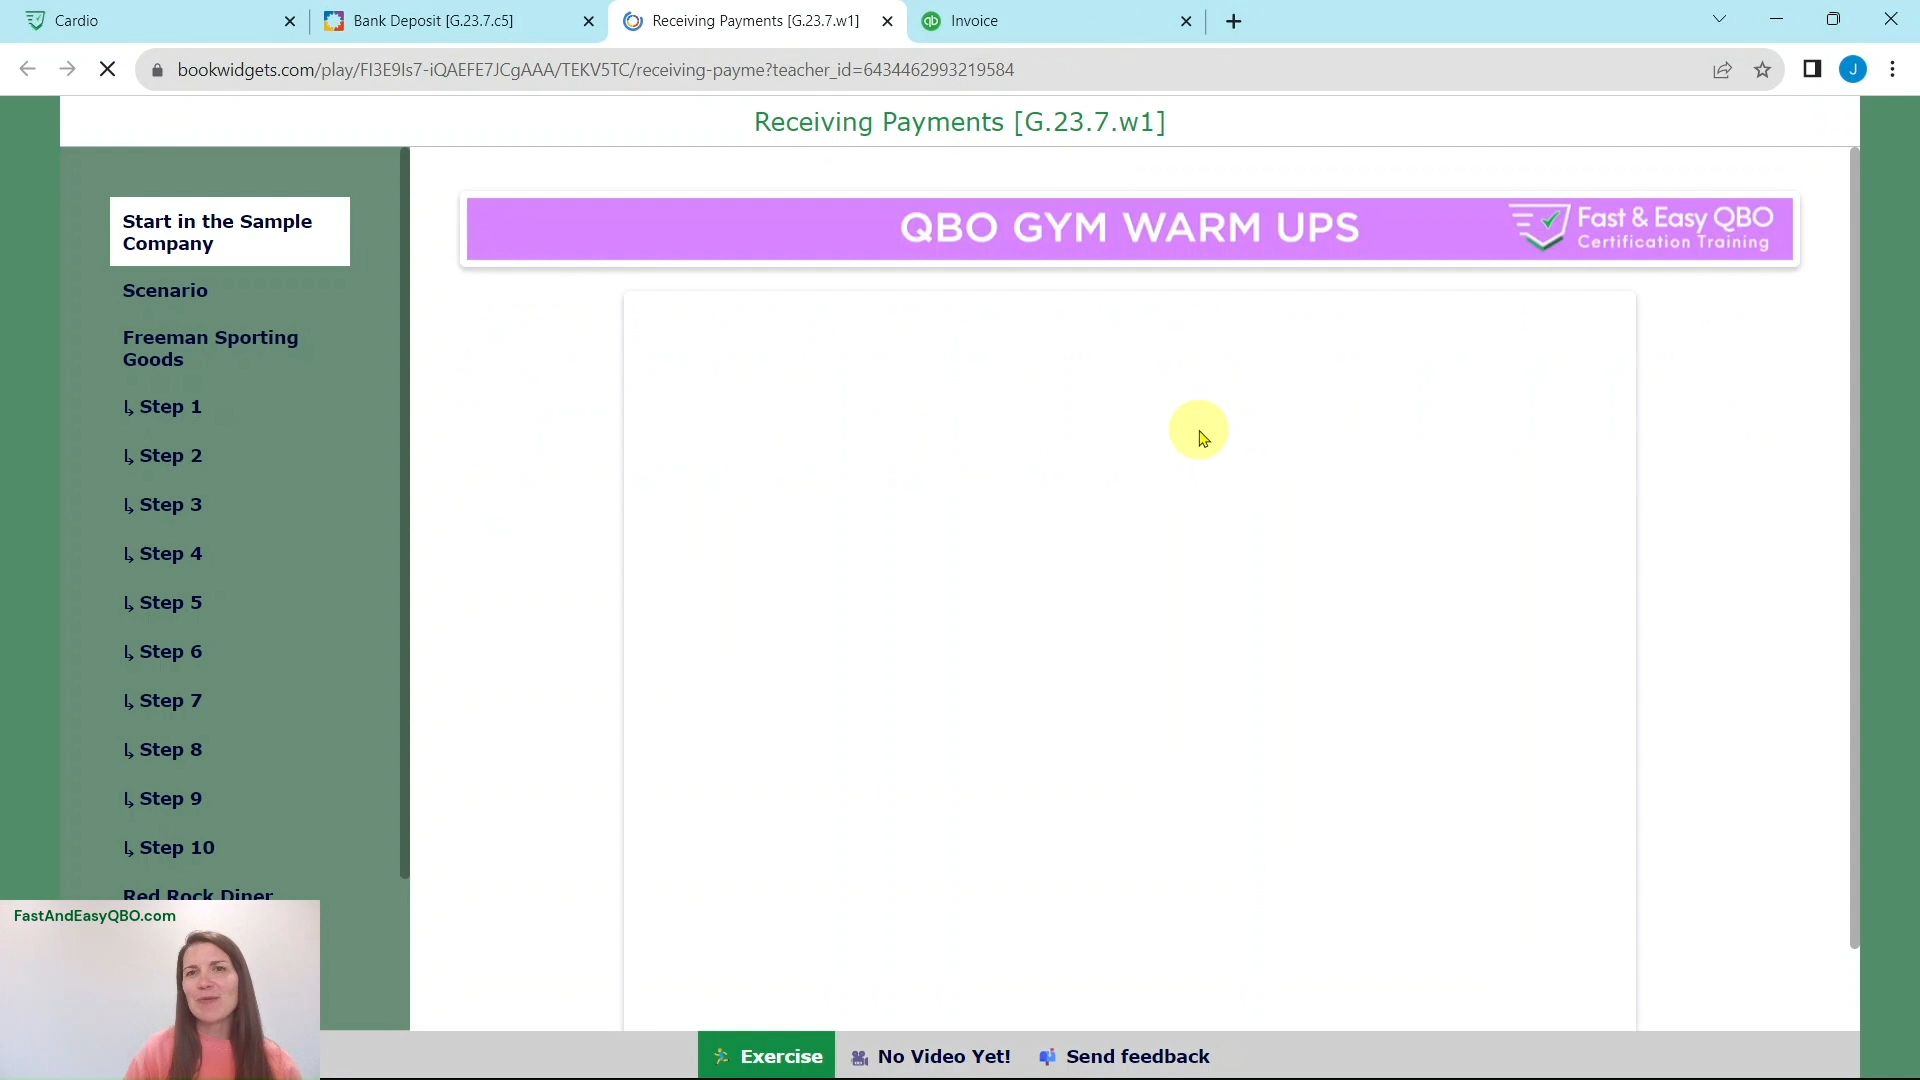 Cardio
Bank Deposit [G.23.7.c5]
Receiving Payments [G.23.7.w1]
Invoice
bookwidgets.com/play/FI3E9Is7-iQAEFE7JCgAAA/TEKV5TC/receiving-payme?teacher_id=6434462993219584
J
Receiving Payments [G.23.7.w1]
Start in the Sample
Company
Scenario
Freeman Sporting
Goods
↳ Step 1
↳ Step 2
↳ Step 3
↳ Step 4
↳ Step 5
↳ Step 6
↳ Step 7
↳ Step 8
↳ Step 9
↳ Step 10
Red Rock Diner
QBO GYM WARM UPS
Fast & Easy QBO
Certification Training
FastAndEasyQBO.com
Exercise
No Video Yet!
Send feedback